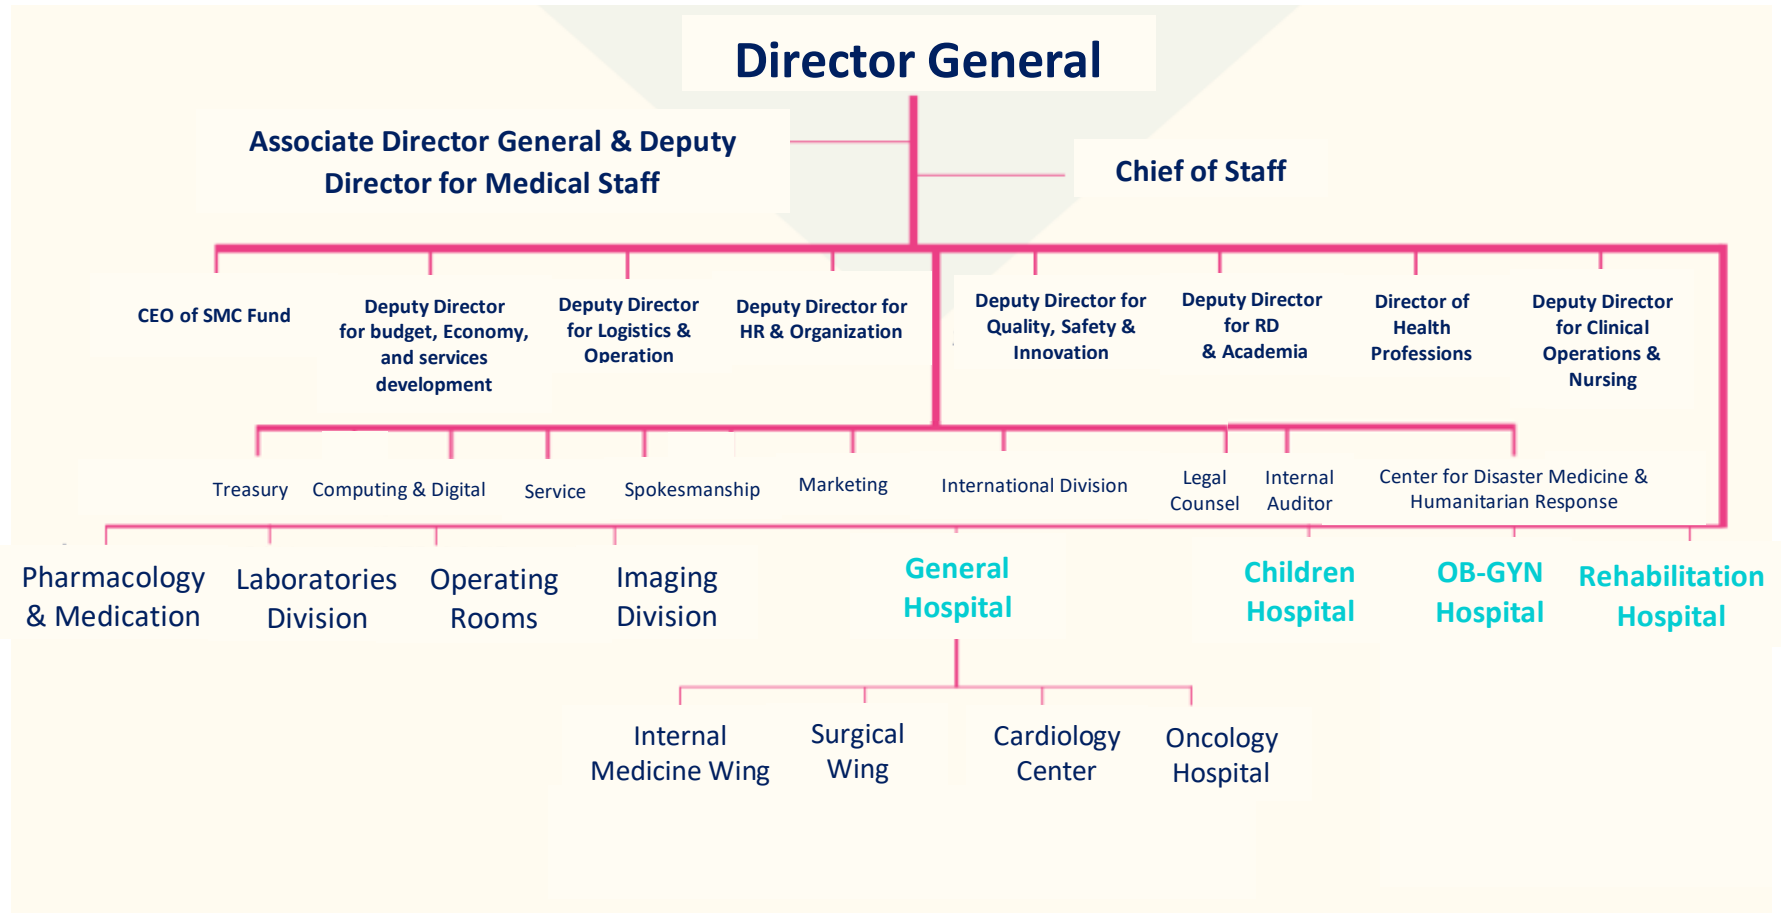 Director General
Associate Director General & Deputy
Director for Medical Staff
Chief of Staff
CEO of SMC Fund
Deputy Director
for budget, Economy,
and services
development
Deputy Director
for Logistics &
Operation
Deputy Director for
HR & Organization
Deputy Director for
Quality, Safety &
Innovation
Deputy Director
for RD
& Academia
Director of
Health
Professions
Deputy Director
for Clinical
Operations &
Nursing
Treasury
Computing & Digital
Service
Spokesmanship
Marketing
International Division
Legal
Counsel
Internal
Auditor
Center for Disaster Medicine &
Humanitarian Response
Pharmacology
& Medication
Laboratories
Division
Operating
Rooms
Imaging
Division
General
Hospital
Children
Hospital
OB-GYN
Hospital
Rehabilitation
Hospital
Internal
Medicine Wing
Surgical
Wing
Cardiology
Center
Oncology
Hospital